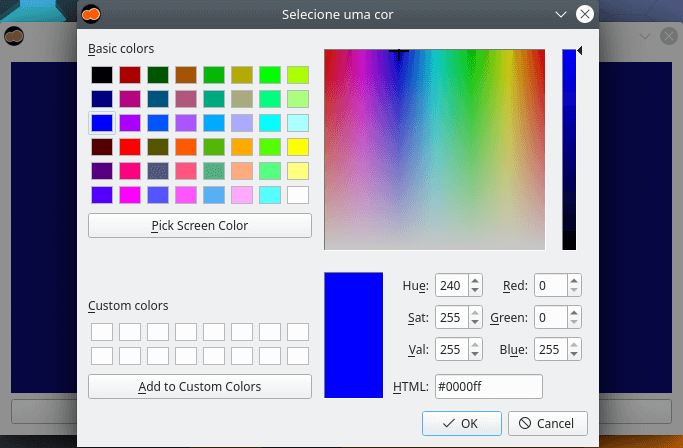 Selecione uma cor
Basic colors
Pick Screen Color
Custom colors
Add to Custom Colors
Hue: 240 Red: 0
Sat: 255 Green: 0
Val: 255 Blue: 255
HTML: #0000ff
OK Cancel